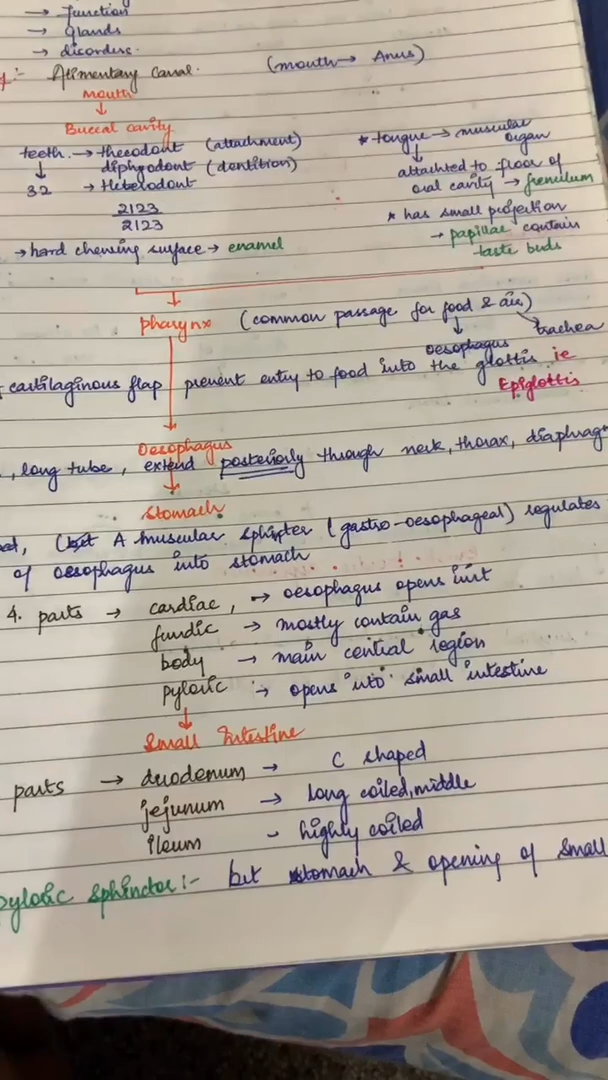 → function
→ glands
→ disorders.
:- Alimentary Canal. (mouth → Anus)
Mouth
↓
Buccal cavity
teeth. → thecodont (attachment)
↓ diphyodont (dentition)
32 → Heterodont
2123
2123
→ hard chewing surface → enamel
* tongue → muscular organ
↓
attachted to floor of
oral cavity → frenulum
* has small projection
→ papillae contain
taste buds
↓
pharynx (common passage for food & air)
↓ oesophagus trachea
cartilaginous flap prevent entry to food into the glottis ie
Epiglottis
Oesophagus
, long tube, extend posteriorly through neck, thorax, diaphrag
↓
Stomach
A muscular sphincter (gastro-oesophageal) regulates
of oesophagus into stomach
4. parts → cardiac, → oesophagus opens
fundic → mostly contain gas
body → main central region
pyloric → opens into small intestine
↓
Small Intestine
parts → duodenum → C shaped
jejunum → long coiled, middle
ileum - highly coiled
pyloric sphincter :- bet stomach & opening of small